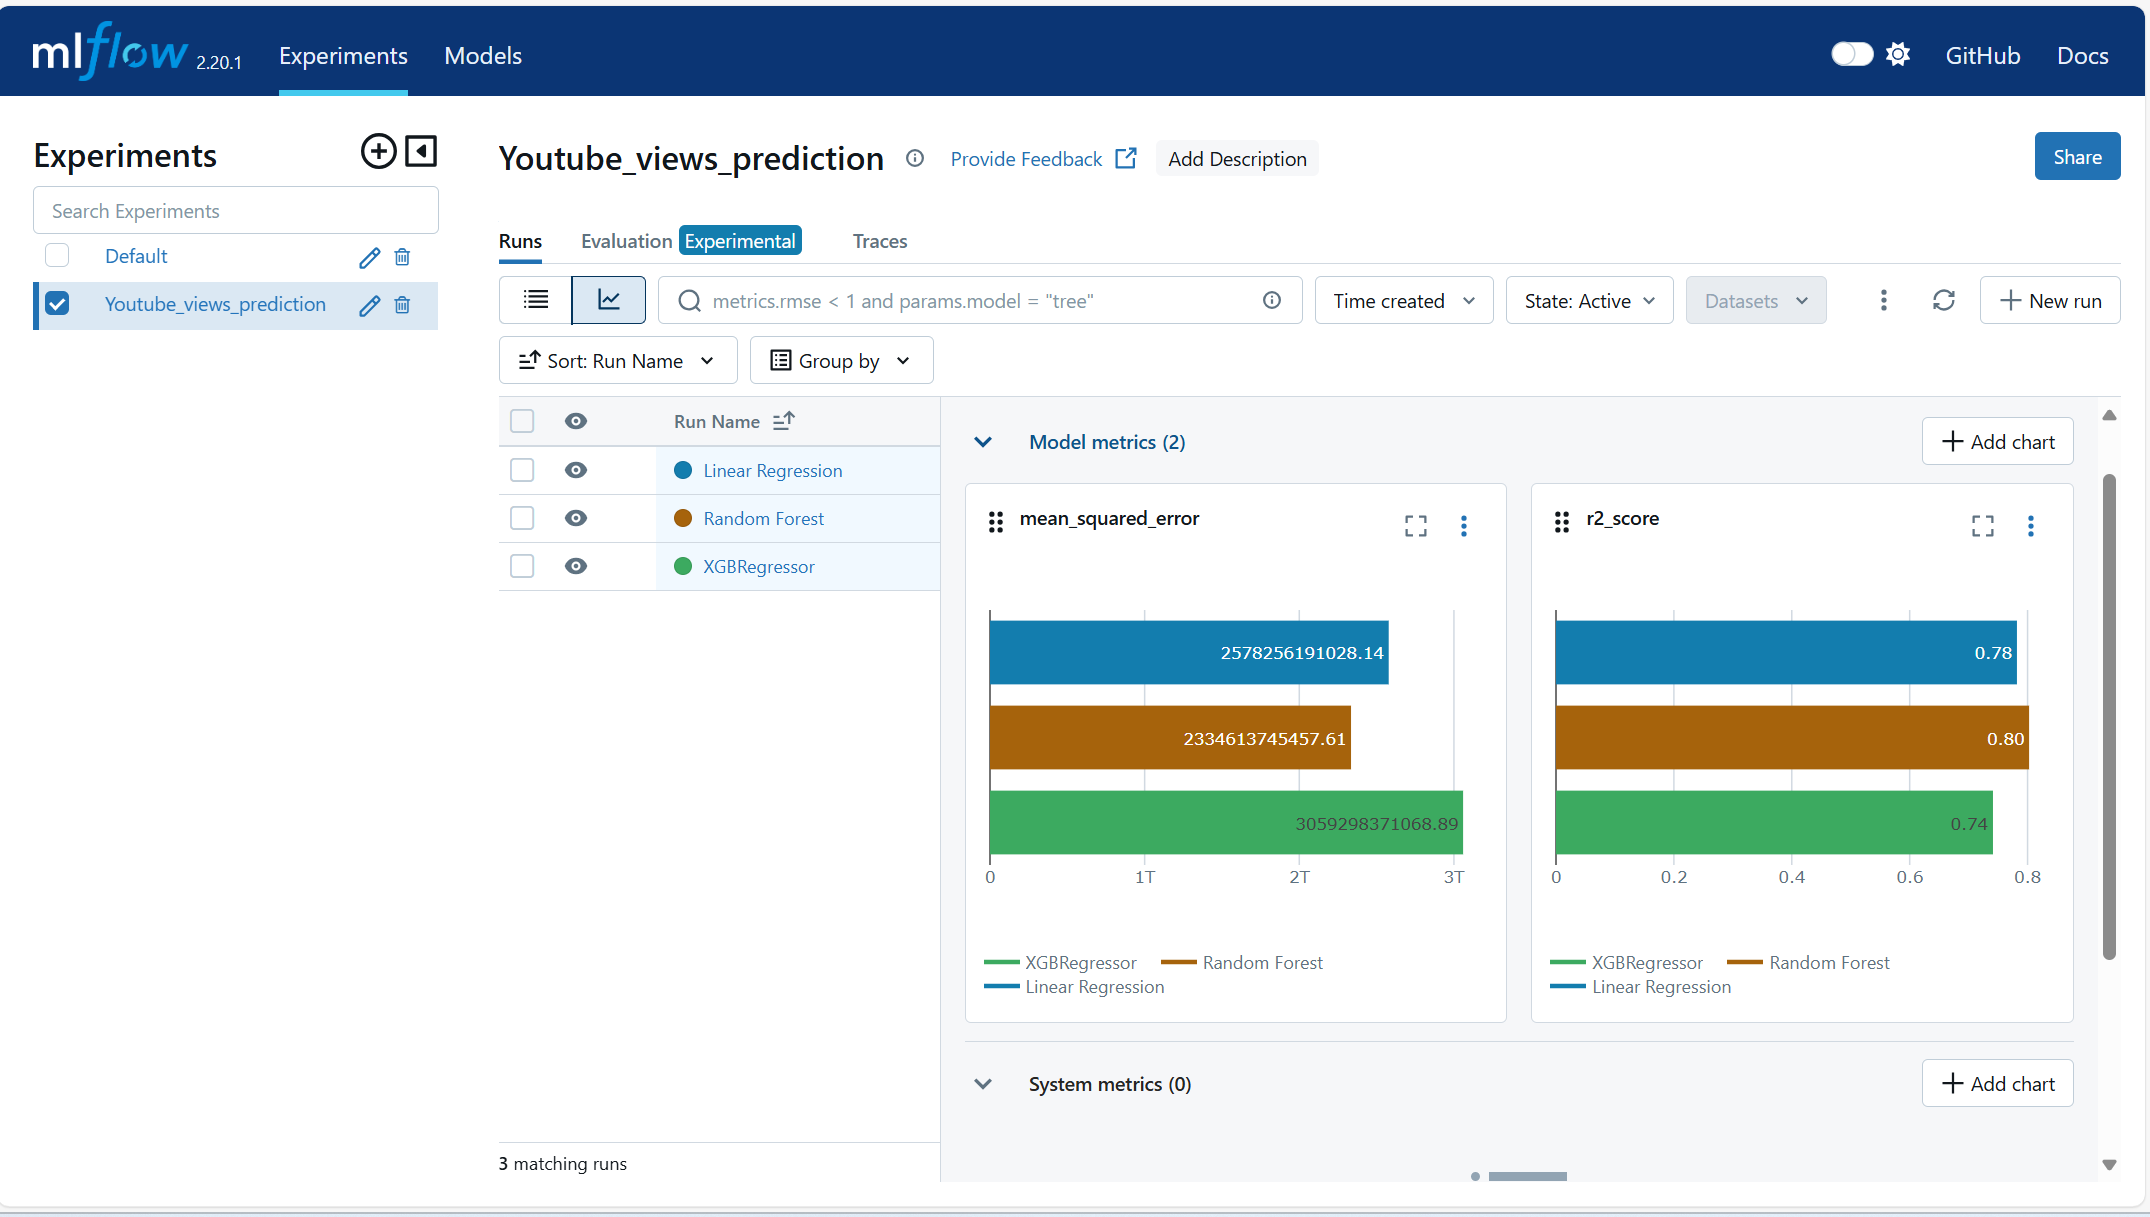 mlflow 2.20.1 Experiments Models GitHub Docs
Experiments
Search Experiments
Default
Youtube_views_prediction
Youtube_views_prediction Provide Feedback Add Description Share
Runs Evaluation Experimental Traces
metrics.rmse < 1 and params.model = "tree" Time created State: Active Datasets New run
Sort: Run Name Group by
Run Name
Linear Regression
Random Forest
XGBRegressor
3 matching runs
Model metrics (2) Add chart
mean_squared_error
2578256191028.14
2334613745457.61
3059298371068.89
0 1T 2T 3T
XGBRegressor Random Forest
Linear Regression
r2_score
0.78
0.80
0.74
0 0.2 0.4 0.6 0.8
XGBRegressor Random Forest
Linear Regression
System metrics (0) Add chart